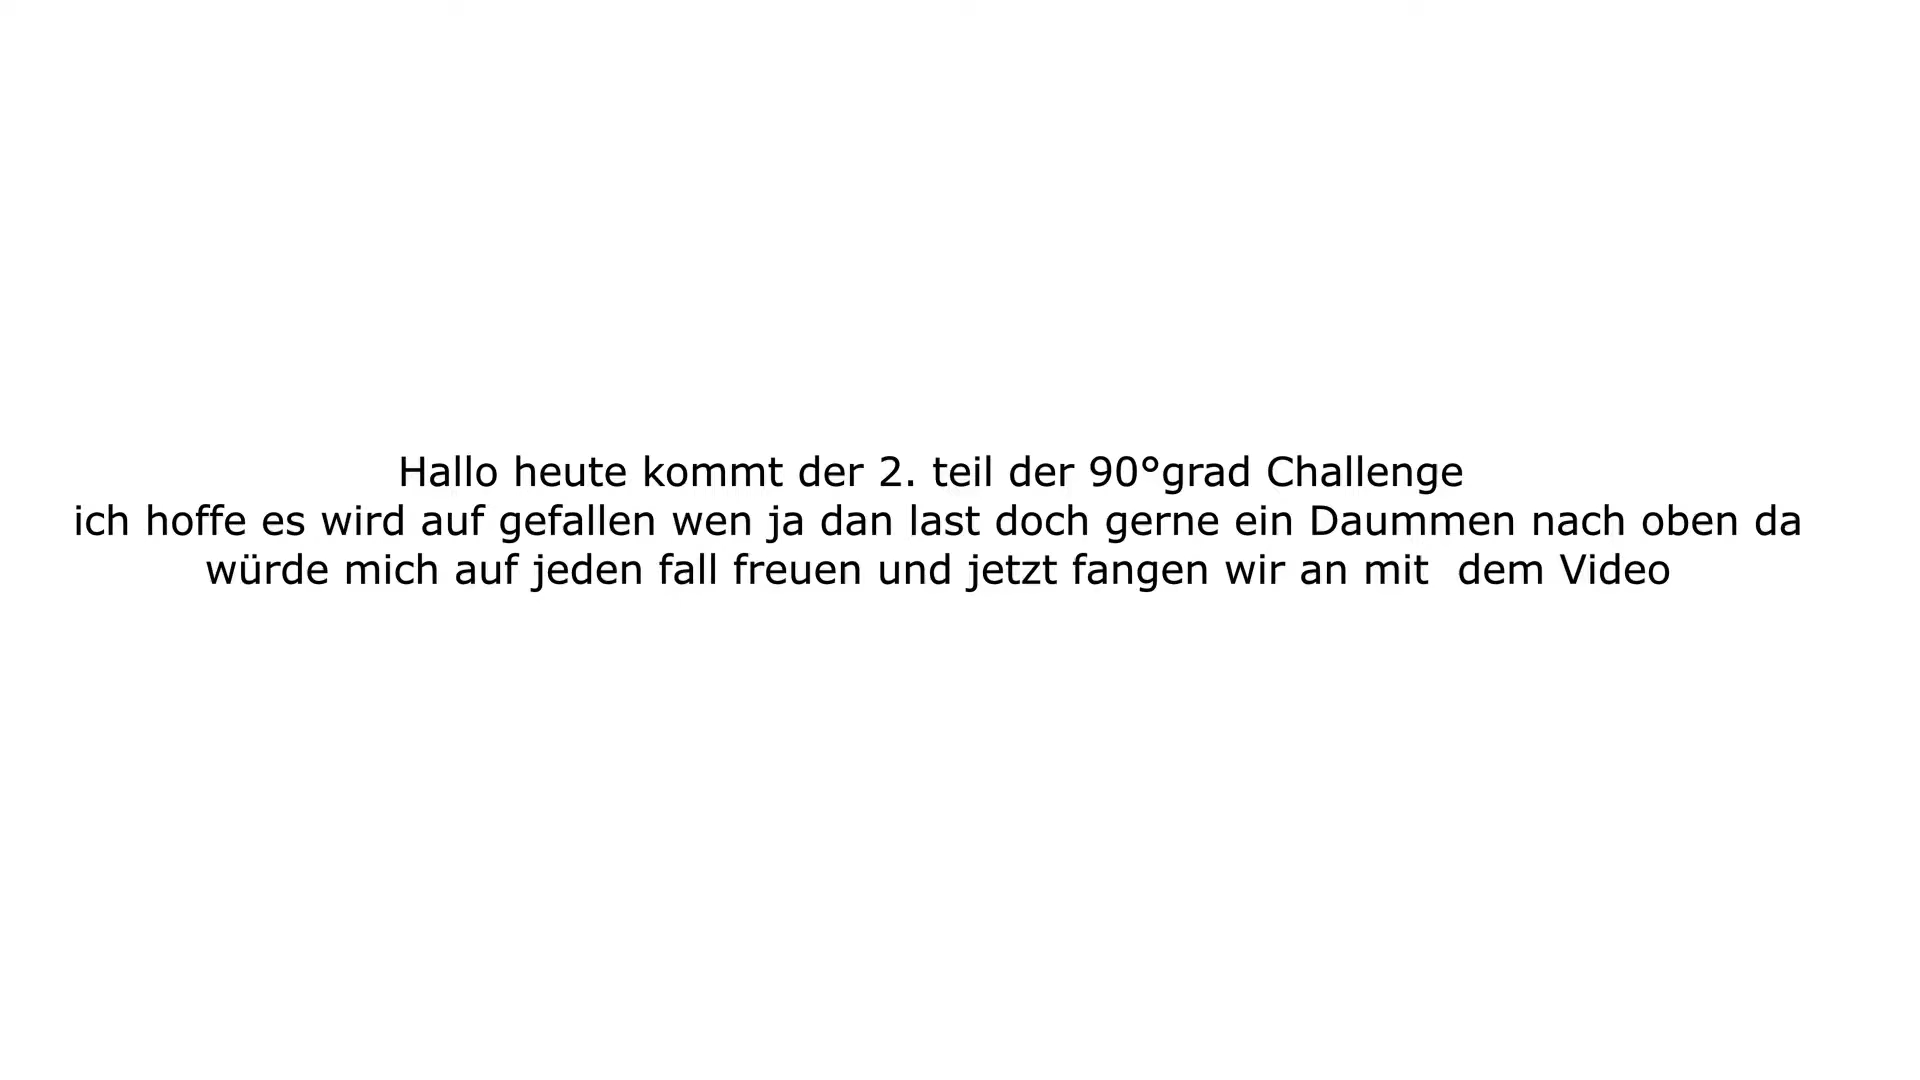 Hallo heute kommt der 2. teil der 90°grad Challenge
ich hoffe es wird auf gefallen wen ja dan last doch gerne ein Daummen nach oben da
würde mich auf jeden fall freuen und jetzt fangen wir an mit  dem Video